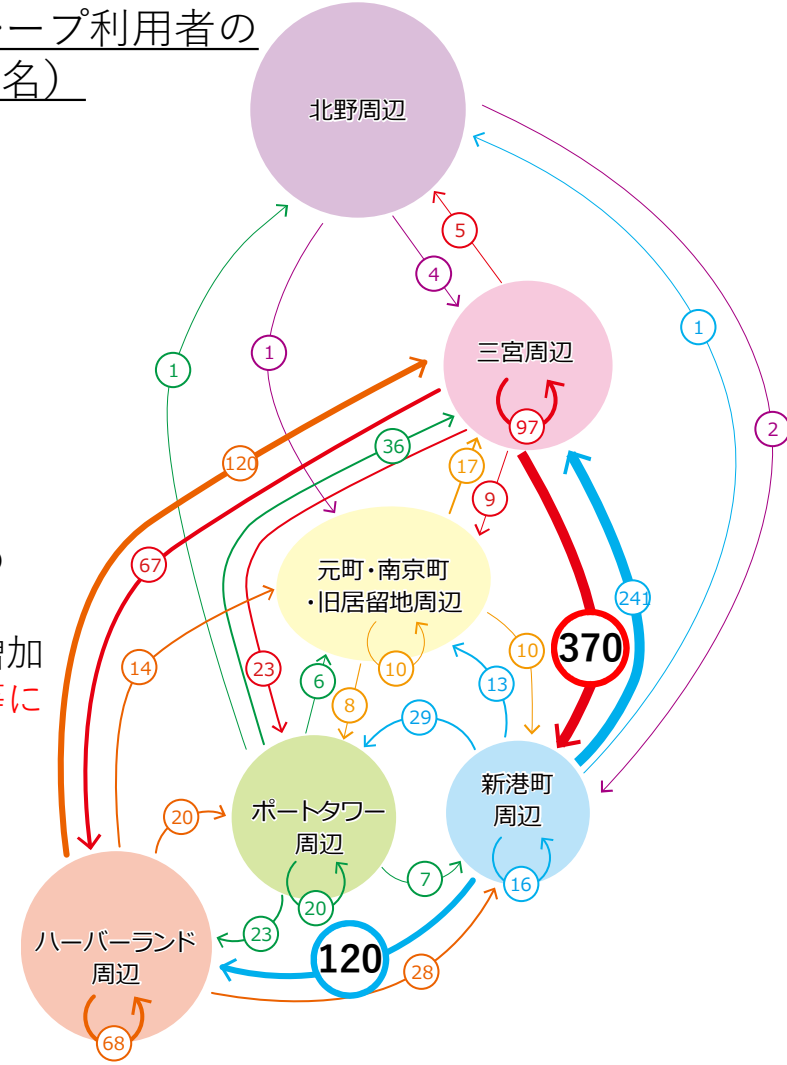 ープ利用者の
名）
北野周辺
5
4
1
1
1
三宮周辺
2
97
36
120
17
9
67
元町・南京町
・旧居留地周辺
241
増加
に
14
23
6
10
8
10
370
13
29
新港町
周辺
ポートタワー
周辺
20
7
16
20
23
ハーバーランド
周辺
120
28
68